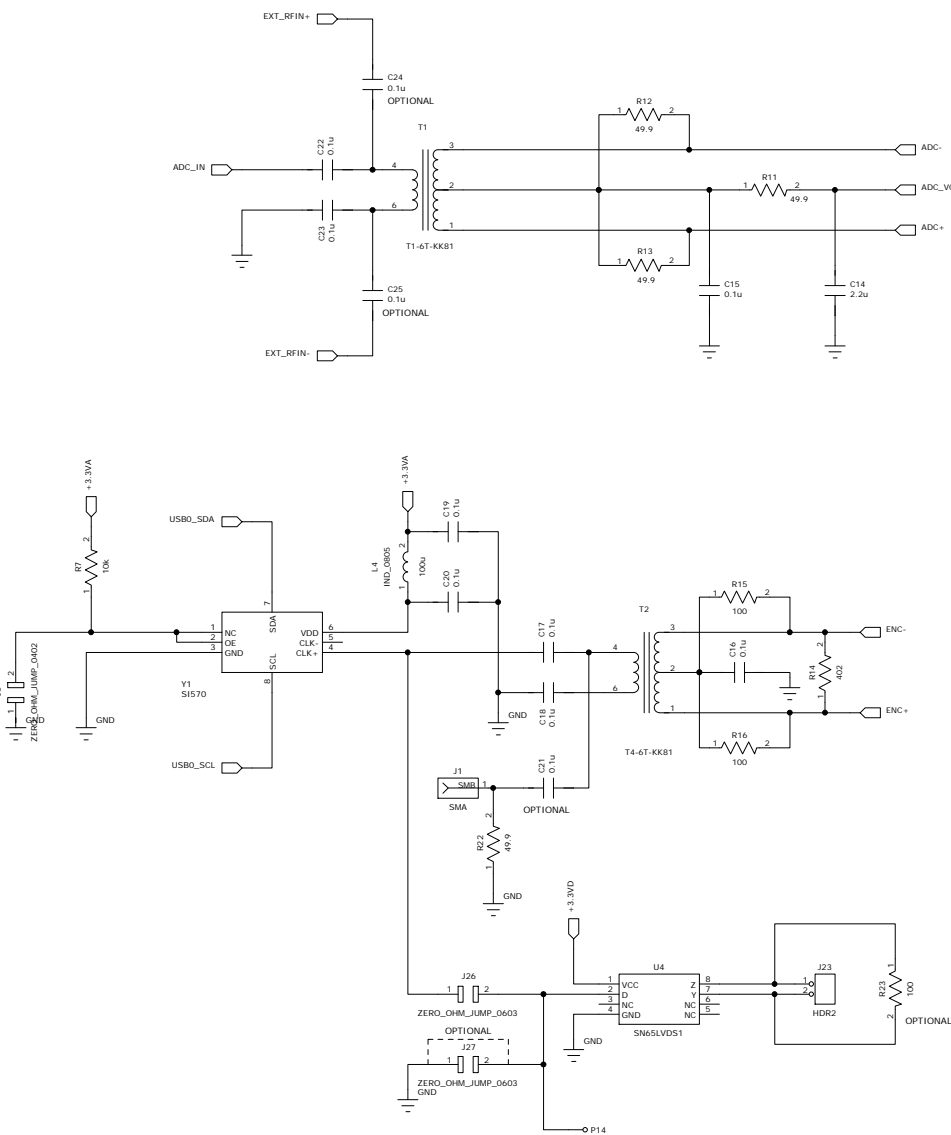 EXT_RFIN+
C24
0.1u
OPTIONAL
T1
R12
1 2
49.9
C22
0.1u
ADC_IN
4
3
ADC-
2
R11
1 2
49.9
6
C23
0.1u
1
ADC+
T1-6T-KK81
R13
1 2
49.9
C25
0.1u
OPTIONAL
C15
0.1u
C14
2.2u
EXT_RFIN-
+3.3VA
+3.3VA
USB0_SDA
C19
0.1u
2
R7
10k
1
L4
IND_0805
2
100u
1
C20
0.1u
7
SDA
1 NC
2 OE
3 GND
VDD 6
CLK- 5
CLK+ 4
SCL
8
Y1
SI570
2
1
ZERO_OHM_JUMP_0402
GND
GND
USB0_SCL
C17
0.1u
C18
0.1u
GND
T2
4
6
3
2
1
T4-6T-KK81
R15
1 2
100
C16
0.1u
ENC-
2
R14
402
1
ENC+
R16
1 2
100
J1
SMB 1
SMA
C21
0.1u
OPTIONAL
2
R22
49.9
1
GND
+3.3VD
U4
1 VCC
2 D
3 NC
4 GND
Z 8
Y 7
NC 6
NC 5
SN65LVDS1
GND
J23
1
2
HDR2
1
R23
100
2
OPTIONAL
J26
1 2
ZERO_OHM_JUMP_0603
OPTIONAL
J27
1 2
ZERO_OHM_JUMP_0603
GND
P14